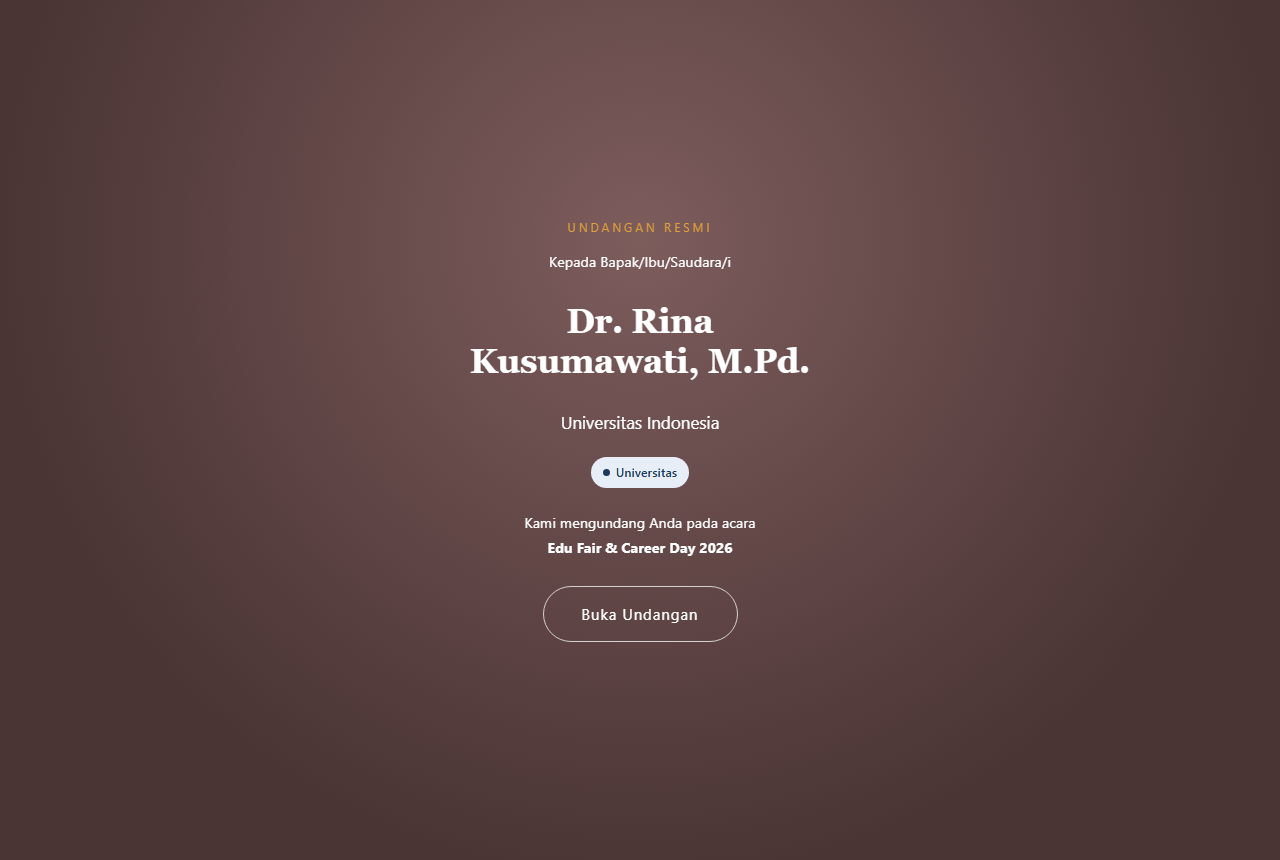 UNDANGAN RESMI
Kepada Bapak/Ibu/Saudara/i
Dr. Rina
Kusumawati, M.Pd.
Universitas Indonesia
Universitas
Kami mengundang Anda pada acara
Edu Fair & Career Day 2026
Buka Undangan